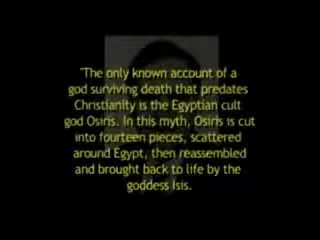 'The only known account of a
god surviving death that predates
Christianity is the Egyptian cult
god Osiris. In this myth, Osiris is cut
into fourteen pieces, scattered
around Egypt, then reassembled
and brought back to life by the
goddess Isis.